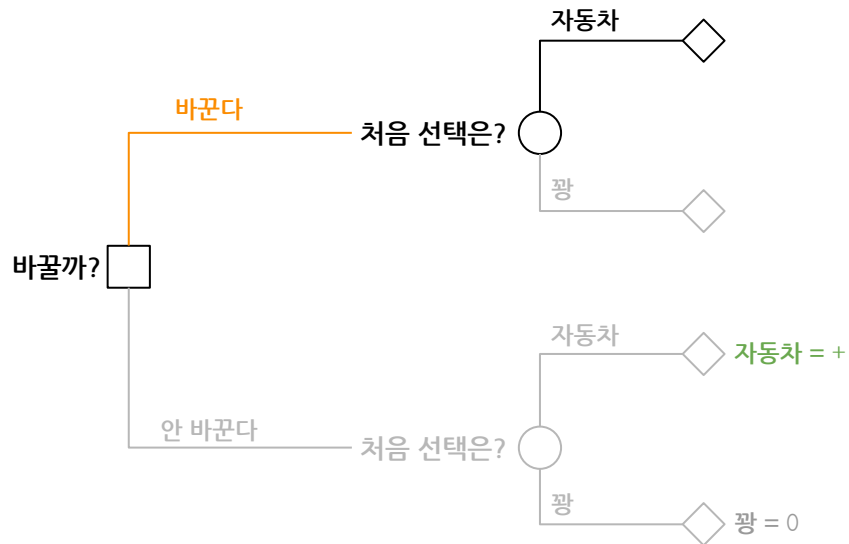 자동차
바꾼다
처음 선택은?
꽝
바꿀까?
자동차
자동차 = +
안 바꾼다
처음 선택은?
꽝
꽝 = 0